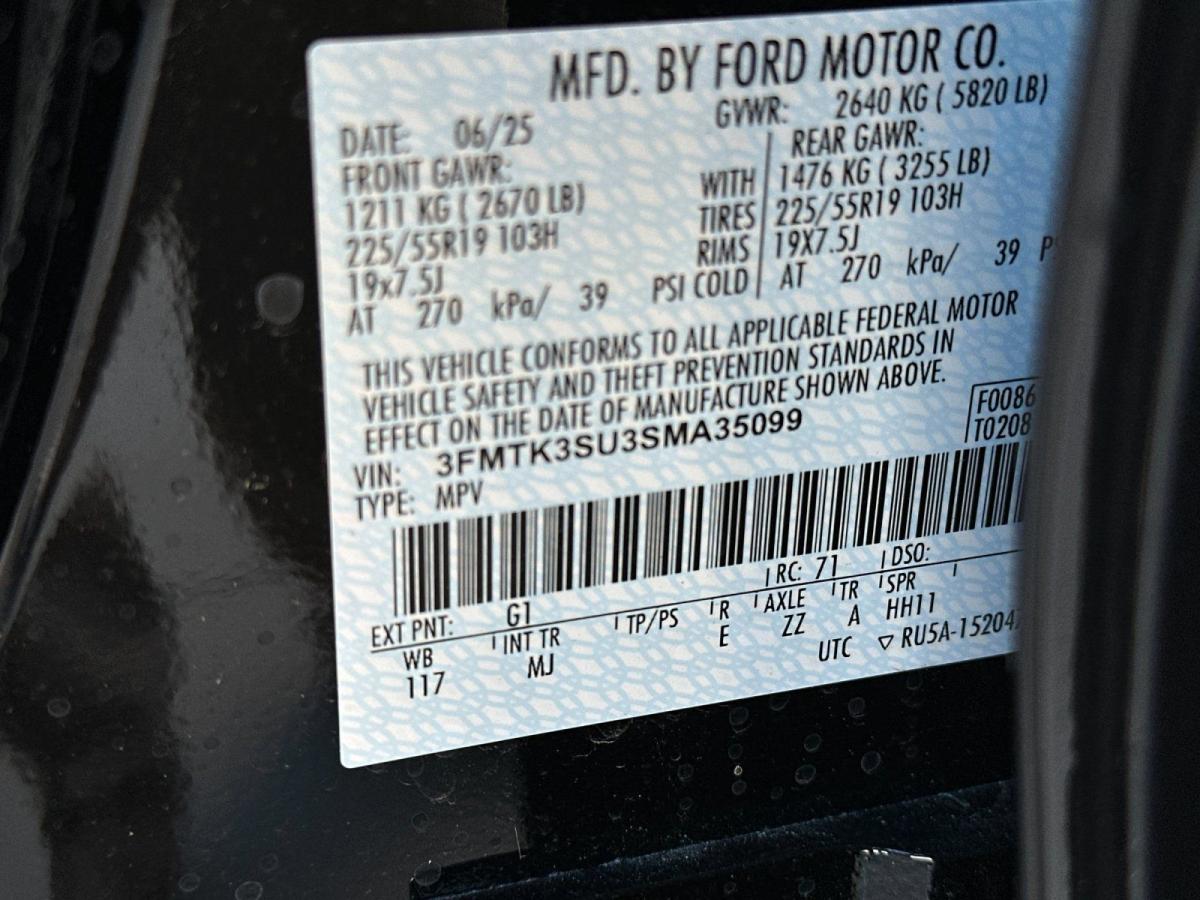 MFD. BY FORD MOTOR CO.
DATE: 06/25 GVWR: 2640 KG ( 5820 LB)
FRONT GAWR: REAR GAWR:
1211 KG ( 2670 LB) WITH 1476 KG ( 3255 LB)
225/55R19 103H TIRES 225/55R19 103H
19x7.5J RIMS 19X7.5J
AT 270 kPa/ 39 PSI COLD AT 270 kPa/ 39
THIS VEHICLE CONFORMS TO ALL APPLICABLE FEDERAL MOTOR
VEHICLE SAFETY AND THEFT PREVENTION STANDARDS IN
EFFECT ON THE DATE OF MANUFACTURE SHOWN ABOVE.
VIN: 3FMTK3SU3SMA35099 F0086
TYPE: MPV T0208
EXT PNT: G1 RC: 71 DSO:
WB INT TR TP/PS R AXLE TR SPR
117 MJ E ZZ A HH11
UTC ▽ RU5A-15204